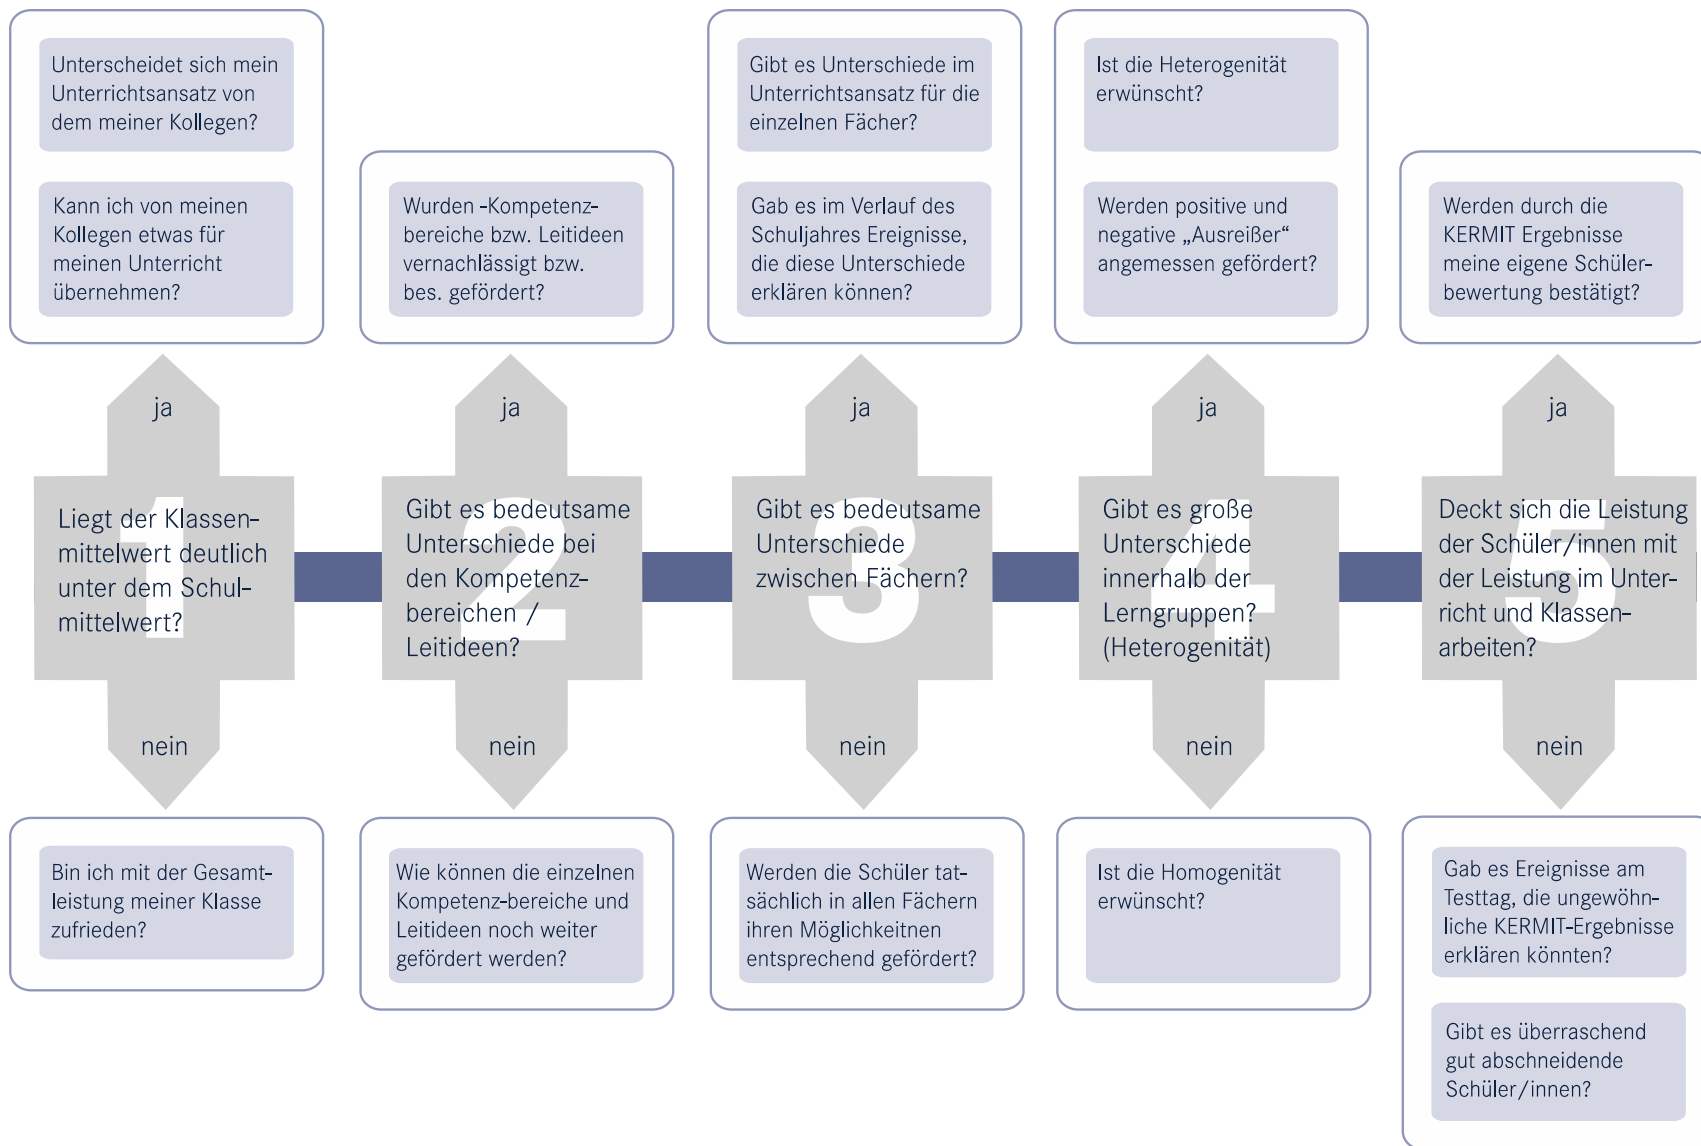 Unterscheidet sich mein
Unterrichtsansatz von
dem meiner Kollegen?
Kann ich von meinen
Kollegen etwas für
meinen Unterricht
übernehmen?
Wurden -Kompetenz-
bereiche bzw. Leitideen
vernachlässigt bzw.
bes. gefördert?
Gibt es Unterschiede im
Unterrichtsansatz für die
einzelnen Fächer?
Gab es im Verlauf des
Schuljahres Ereignisse,
die diese Unterschiede
erklären können?
Ist die Heterogenität
erwünscht?
Werden positive und
negative „Ausreißer“
angemessen gefördert?
Werden durch die
KERMIT Ergebnisse
meine eigene Schüler-
bewertung bestätigt?
ja
ja
ja
ja
ja
1
Liegt der Klassen-
mittelwert deutlich
unter dem Schul-
mittelwert?
2
Gibt es bedeutsame
Unterschiede bei
den Kompetenz-
bereichen /
Leitideen?
3
Gibt es bedeutsame
Unterschiede
zwischen Fächern?
4
Gibt es große
Unterschiede
innerhalb der
Lerngruppen?
(Heterogenität)
5
Deckt sich die Leistung
der Schüler/innen mit
der Leistung im Unter-
richt und Klassen-
arbeiten?
nein
nein
nein
nein
nein
Bin ich mit der Gesamt-
leistung meiner Klasse
zufrieden?
Wie können die einzelnen
Kompetenz-bereiche und
Leitideen noch weiter
gefördert werden?
Werden die Schüler tat-
sächlich in allen Fächern
ihren Möglichkeitnen
entsprechend gefördert?
Ist die Homogenität
erwünscht?
Gab es Ereignisse am
Testtag, die ungewöhn-
liche KERMIT-Ergebnisse
erklären könnten?
Gibt es überraschend
gut abschneidende
Schüler/innen?